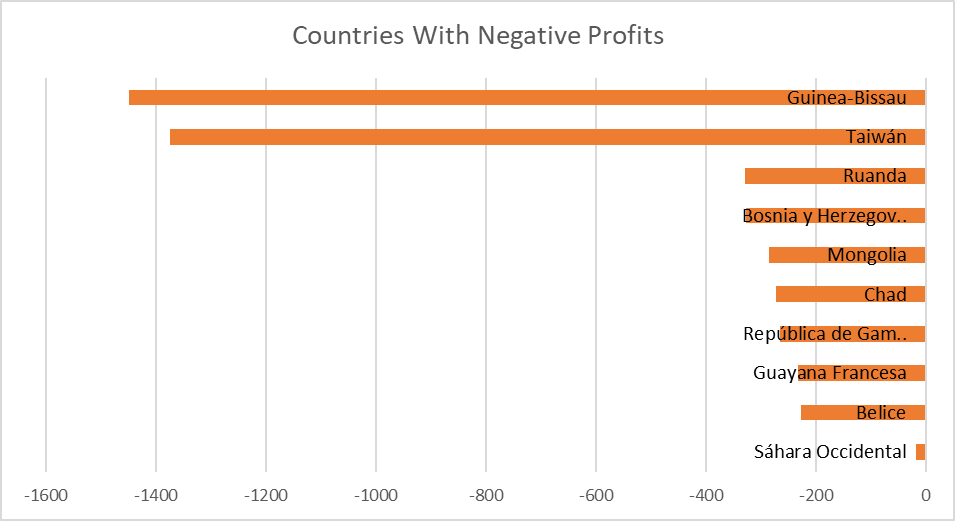 Countries With Negative Profits
Guinea-Bissau
Taiwán
Ruanda
Bosnia y Herzegov..
Mongolia
Chad
República de Gam..
Guayana Francesa
Belice
Sáhara Occidental
-1600 -1400 -1200 -1000 -800 -600 -400 -200 0